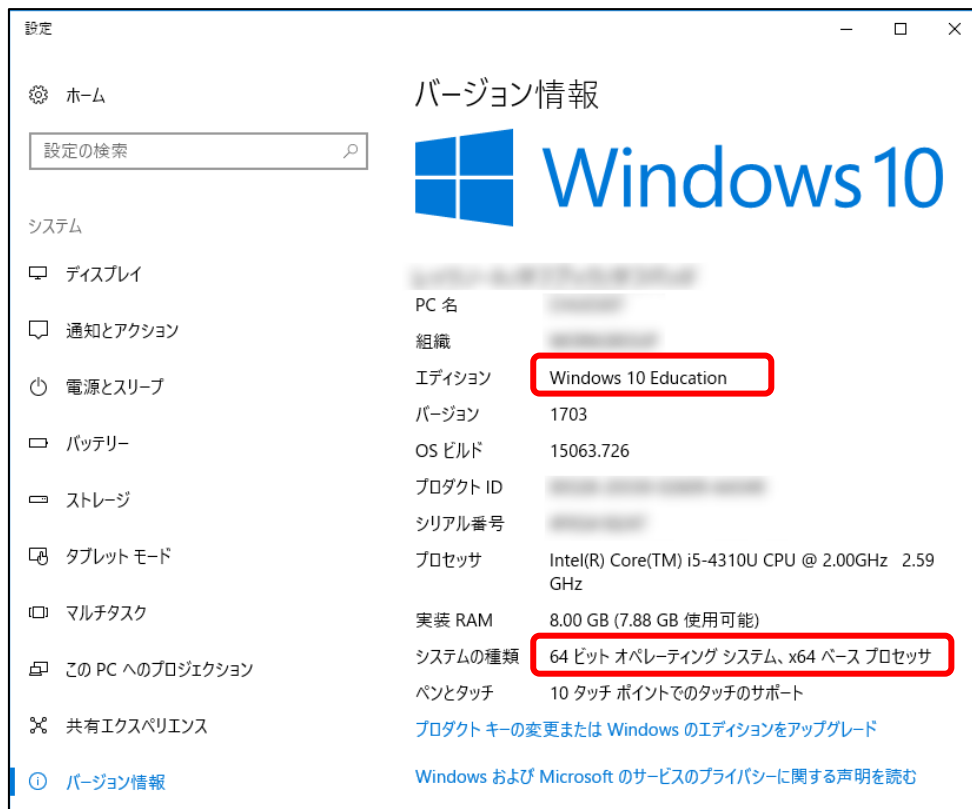 設定
ホーム
設定の検索
システム
ディスプレイ
通知とアクション
電源とスリープ
バッテリー
ストレージ
タブレット モード
マルチタスク
この PC へのプロジェクション
共有エクスペリエンス
バージョン情報
バージョン情報
Windows 10
PC 名
組織
エディション Windows 10 Education
バージョン 1703
OS ビルド 15063.726
プロダクト ID
シリアル番号
プロセッサ Intel(R) Core(TM) i5-4310U CPU @ 2.00GHz 2.59
GHz
実装 RAM 8.00 GB (7.88 GB 使用可能)
システムの種類 64 ビット オペレーティング システム、x64 ベース プロセッサ
ペンとタッチ 10 タッチ ポイントでのタッチのサポート
プロダクト キーの変更または Windows のエディションをアップグレード
Windows および Microsoft のサービスのプライバシーに関する声明を読む